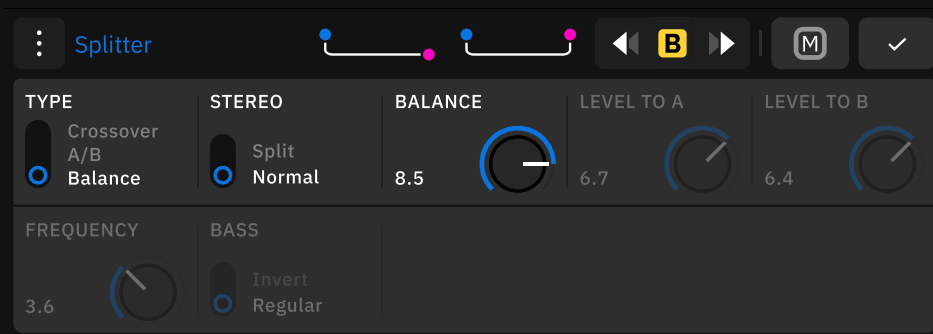 Splitter
B
M
TYPE
Crossover
A/B
Balance
STEREO
Split
Normal
BALANCE
8.5
LEVEL TO A
6.7
LEVEL TO B
6.4
FREQUENCY
3.6
BASS
Invert
Regular